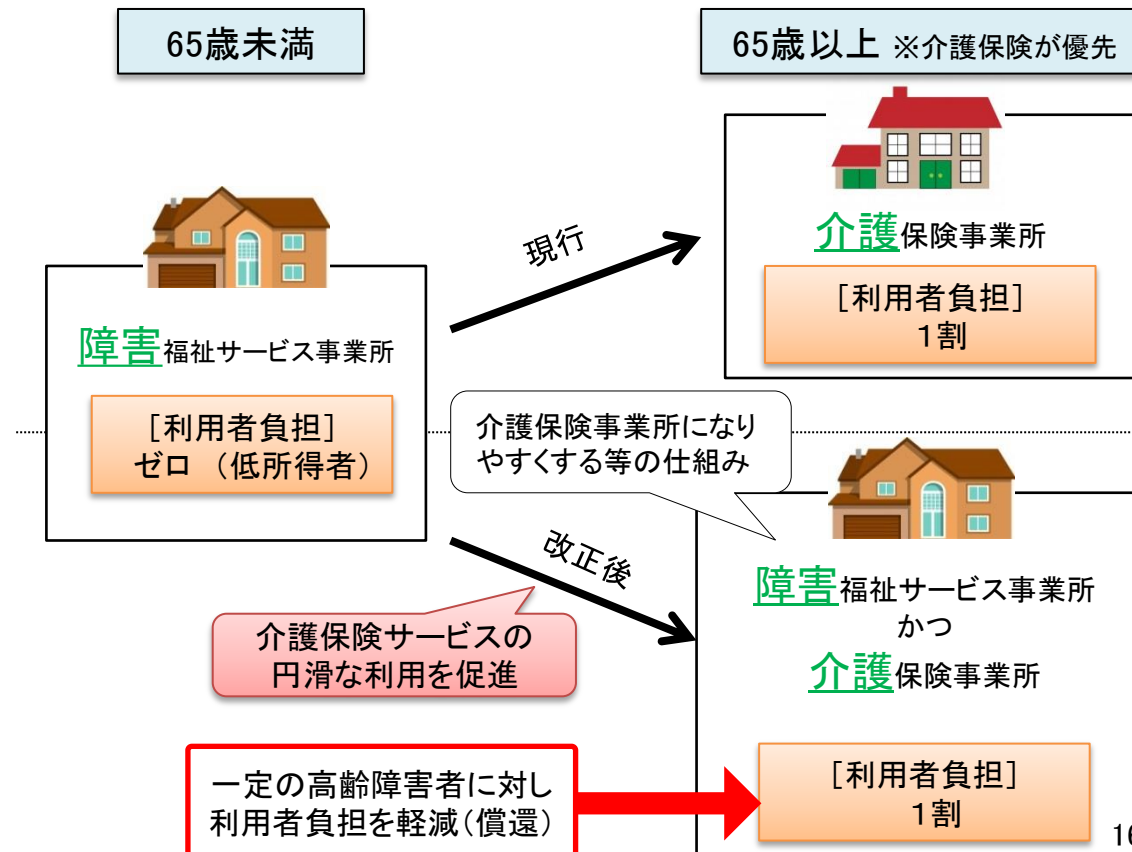 65歳未満
65歳以上 ※介護保険が優先
現行
介護保険事業所
[利用者負担]
1割
障害福祉サービス事業所
[利用者負担]
ゼロ (低所得者)
介護保険事業所になり
やすくする等の仕組み
改正後
介護保険サービスの
円滑な利用を促進
障害福祉サービス事業所
かつ
介護保険事業所
一定の高齢障害者に対し
利用者負担を軽減(償還)
[利用者負担]
1割
16